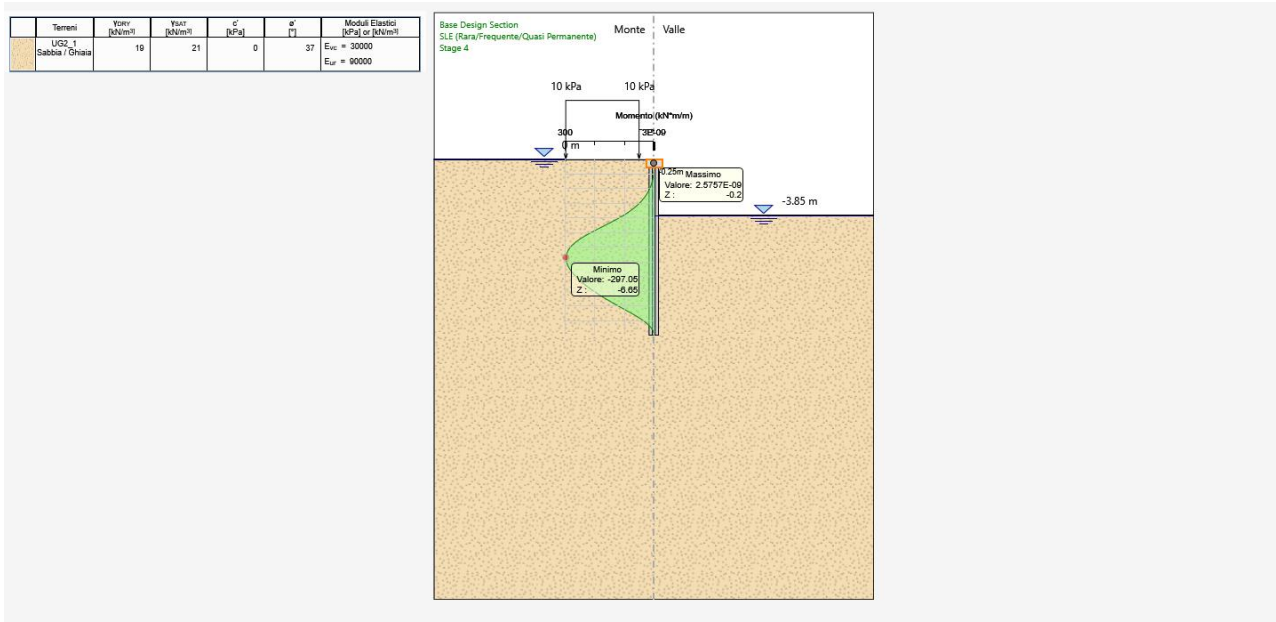 Terreni γDRY [kN/m³] γSAT [kN/m³] c' [kPa] ø' [°] Moduli Elastici [kPa] or [kN/m³]
UG2_1 Sabbia / Ghiaia 19 21 0 37 Evc = 30000
Eur = 90000
Base Design Section
SLE (Rara/Frequente/Quasi Permanente)
Stage 4
Monte Valle
10 kPa 10 kPa
Momento (kN*m/m)
300
0 m
-0.25m
Massimo
Valore: 2.5757E-09
Z : -0.2
-3.85 m
Minimo
Valore: -297.05
Z : -6.65